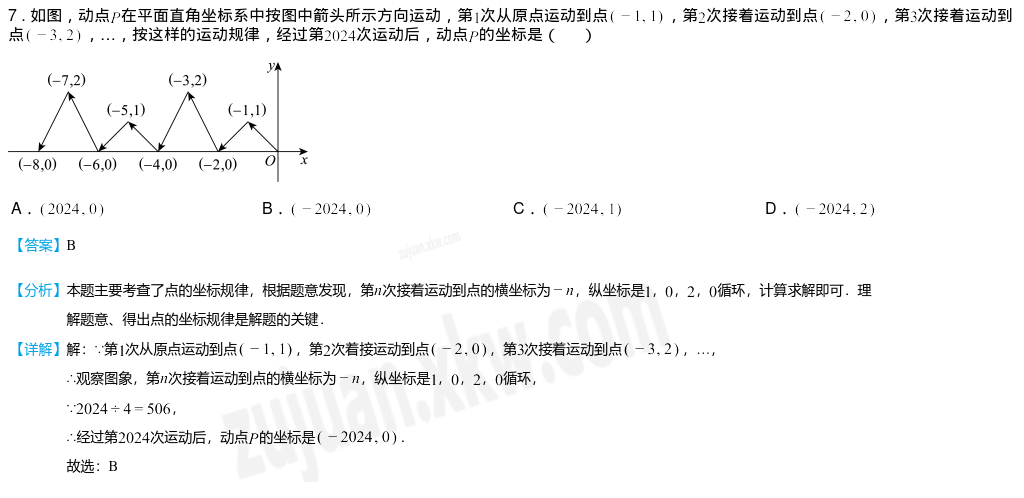 7．如图，动点P在平面直角坐标系中按图中箭头所示方向运动，第1次从原点运动到点(－1,1)，第2次接着运动到点(－2,0)，第3次接着运动到
点(－3,2)，…，按这样的运动规律，经过第2024次运动后，动点P的坐标是（　　）
y
(–7,2)
(–3,2)
(–5,1)
(–1,1)
(–8,0)
(–6,0)
(–4,0)
(–2,0)
O
x
A．(2024,0)
B．(－2024,0)
C．(－2024,1)
D．(－2024,2)
【答案】B
zujuan.xkw.com
【分析】本题主要考查了点的坐标规律，根据题意发现，第n次接着运动到点的横坐标为－n，纵坐标是1，0，2，0循环，计算求解即可．理
解题意、得出点的坐标规律是解题的关键．
【详解】解：∵第1次从原点运动到点(－1,1)，第2次着接运动到点(－2,0)，第3次接着运动到点(－3,2)，…，
∴观察图象，第n次接着运动到点的横坐标为－n，纵坐标是1，0，2，0循环，
∵2024÷4＝506，
∴经过第2024次运动后，动点P的坐标是(－2024,0)．
故选：B
zujuan.xkw.com